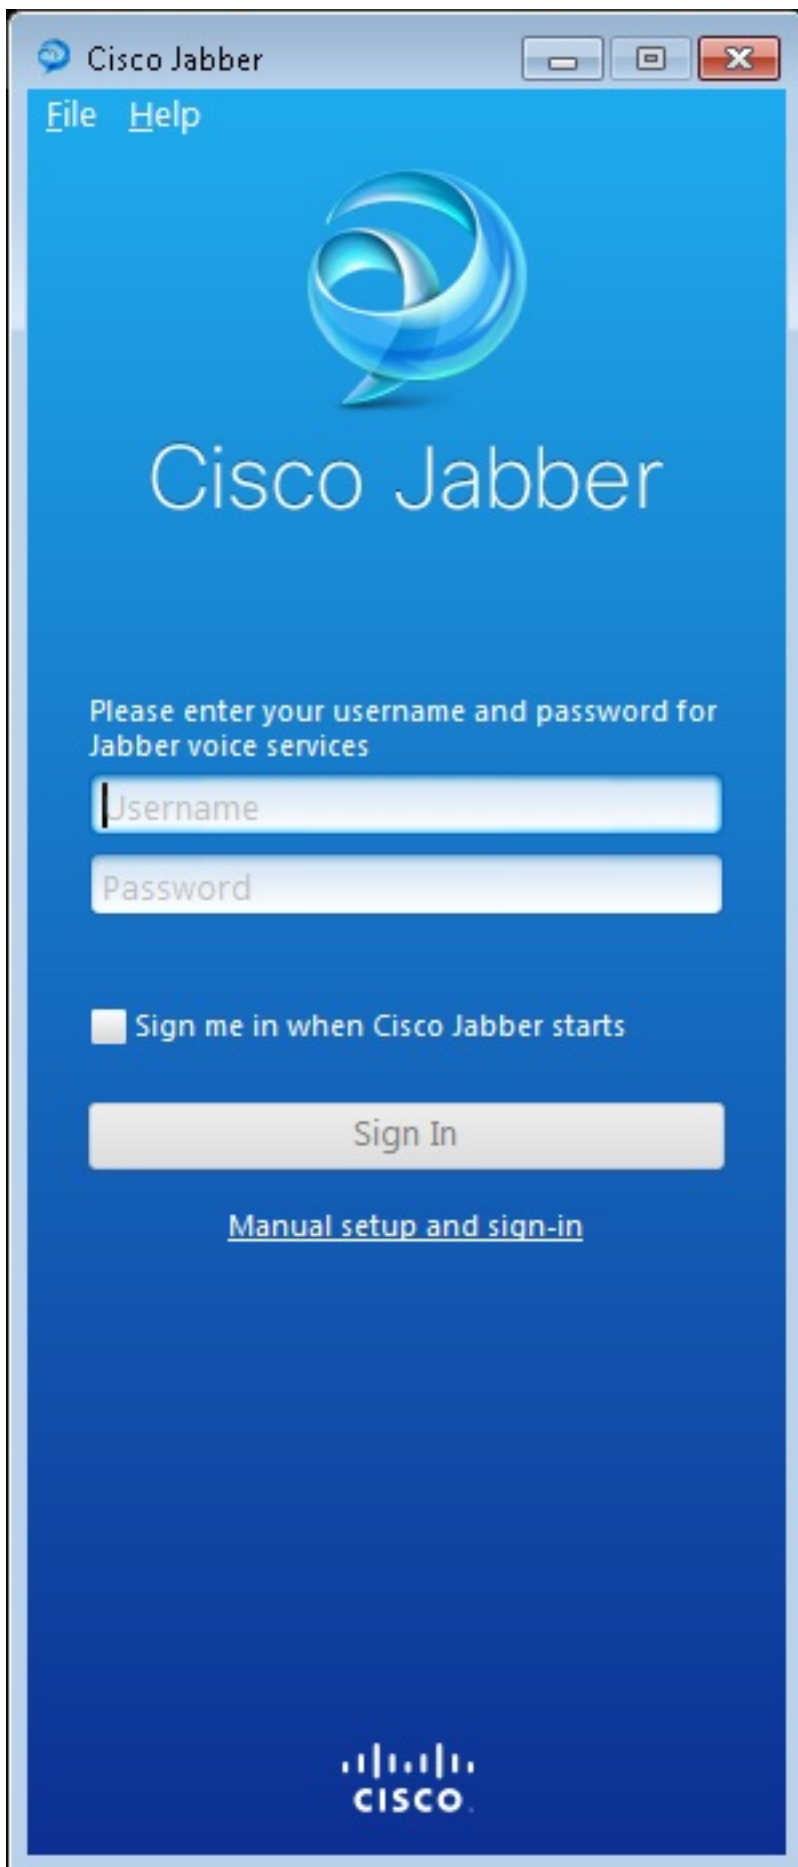 Cisco Jabber
File Help
Cisco Jabber
Please enter your username and password for
Jabber voice services
Username
Password
Sign me in when Cisco Jabber starts
Sign In
Manual setup and sign-in
CISCO.